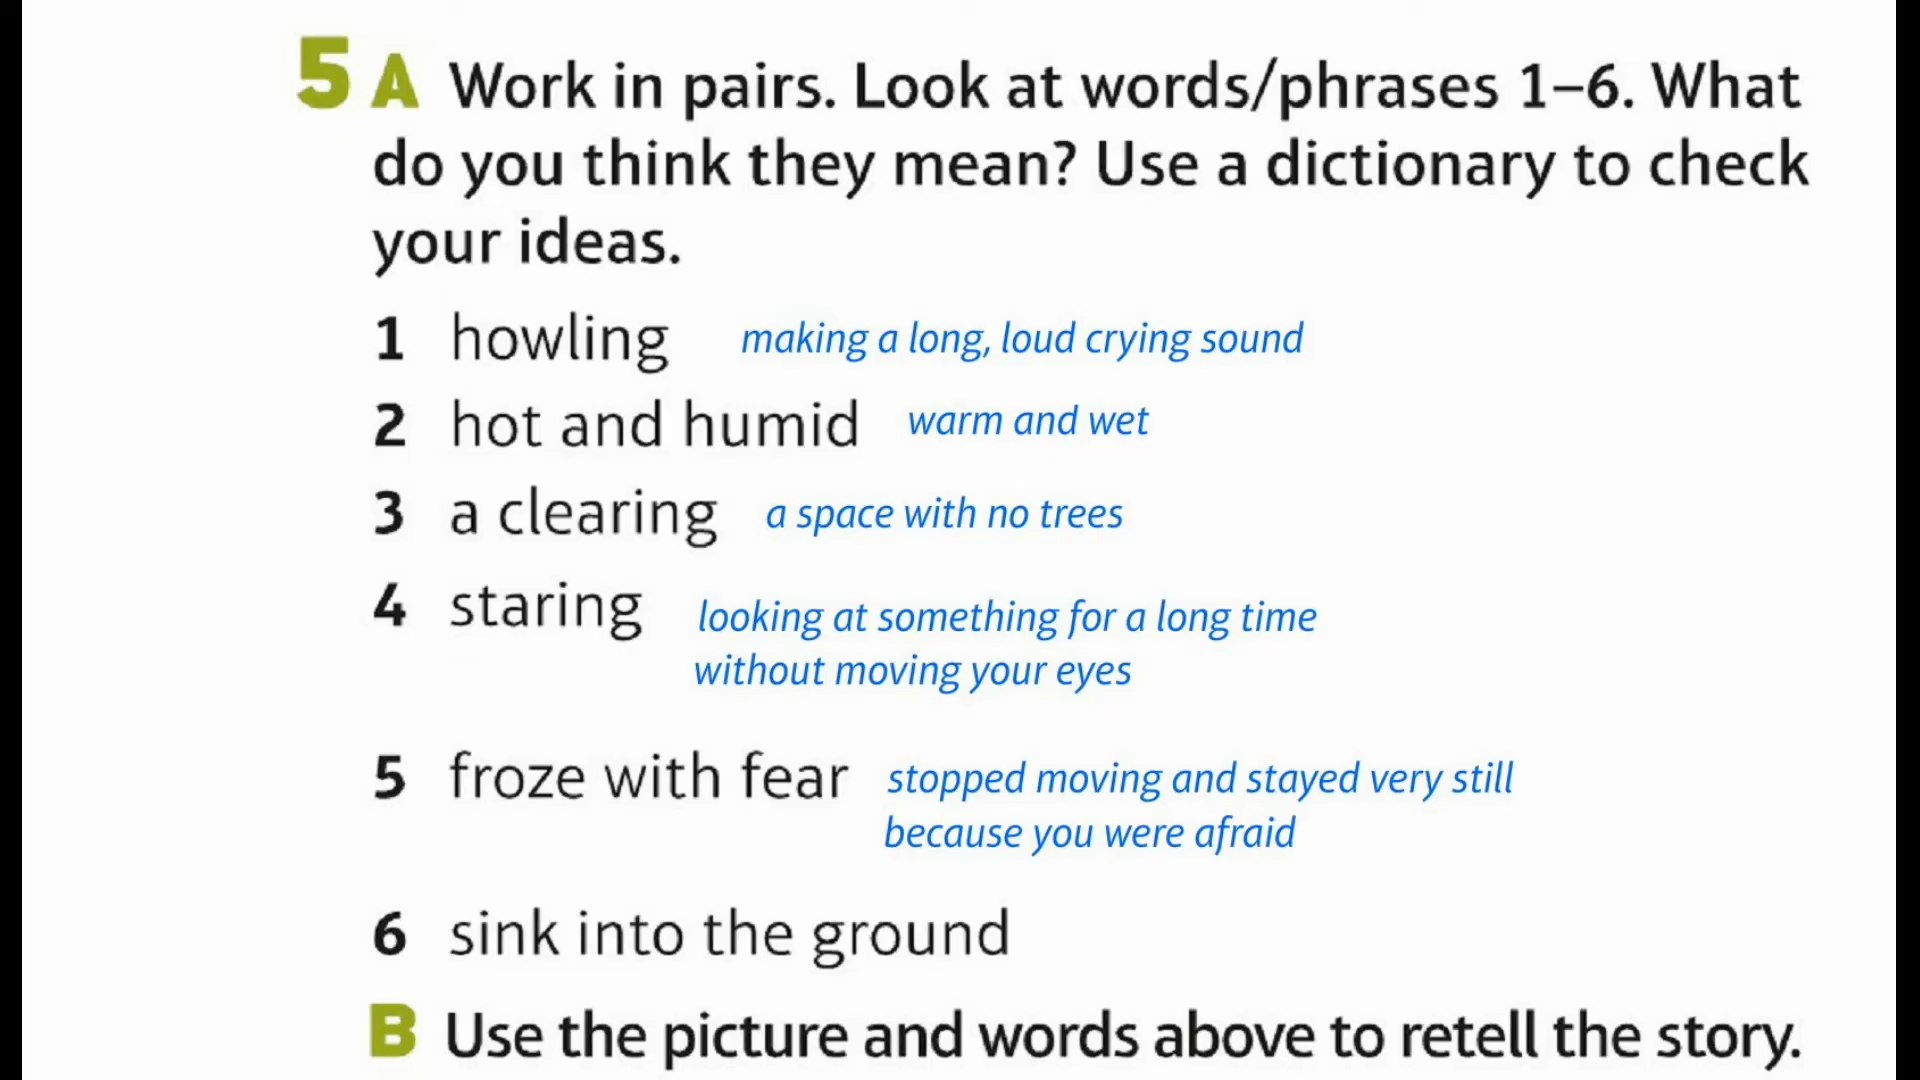 5 A Work in pairs. Look at words/phrases 1–6. What
do you think they mean? Use a dictionary to check
your ideas.
1 howling making a long, loud crying sound
2 hot and humid warm and wet
3 a clearing a space with no trees
4 staring looking at something for a long time
without moving your eyes
5 froze with fear stopped moving and stayed very still
because you were afraid
6 sink into the ground
B Use the picture and words above to retell the story.